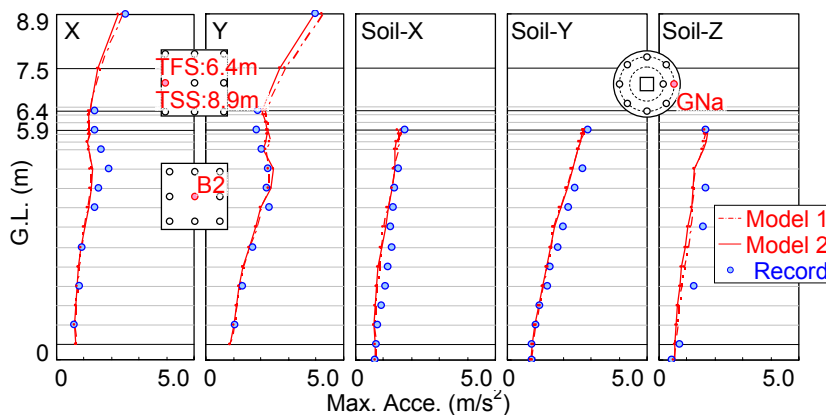 X
Y
Soil-X
Soil-Y
Soil-Z
8.9
7.5
6.4
5.9
0
G.L. (m)
TFS:6.4m
TSS:8.9m
B2
GNa
Model 1
Model 2
Record
0 5.0 0 5.0 0 5.0 0 5.0 0 5.0
Max. Acce. (m/s²)